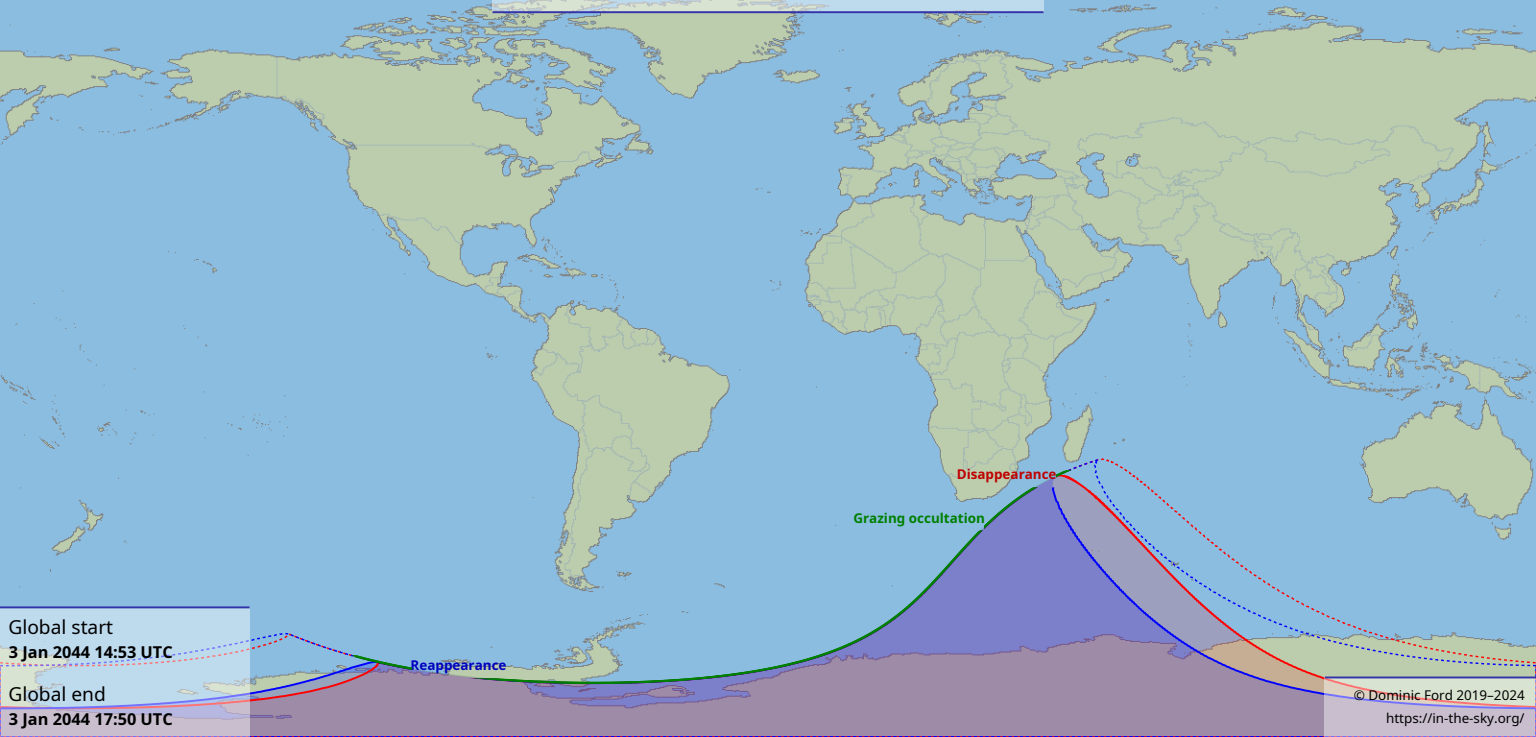 Disappearance
Grazing occultation
Reappearance
Global start
3 Jan 2044 14:53 UTC
Global end
3 Jan 2044 17:50 UTC
© Dominic Ford 2019–2024
https://in-the-sky.org/